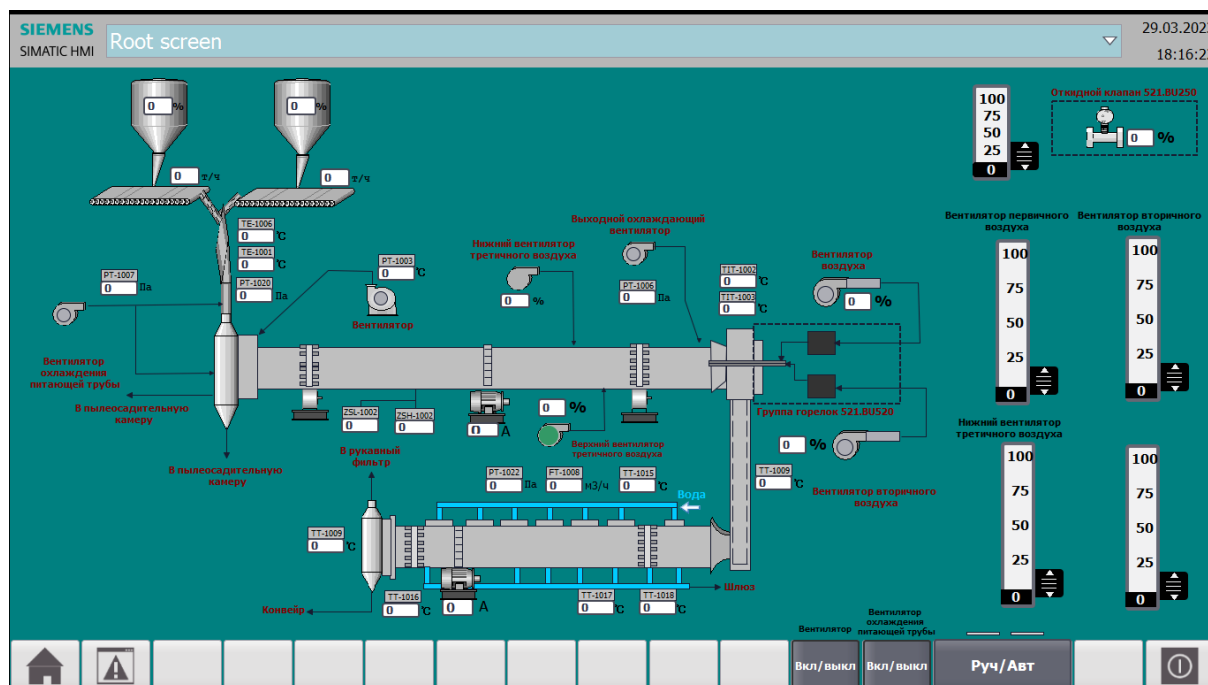 SIEMENS
SIMATIC HMI
Root screen
29.03.202
18:16:2
0 %
0 %
0 т/ч
0 т/ч
TE-1006
0 °C
TE-1001
0 °C
PT-1007
0 Па
PT-1020
0 Па
PT-1003
0 °C
Вентилятор
Нижний вентилятор
третичного воздуха
0 %
Выходной охлаждающий
вентилятор
PT-1006
0 Па
TIT-1002
0 °C
TIT-1003
0 °C
Вентилятор
воздуха
0 %
100
75
50
25
0
Откидной клапан 521.BU250
0 %
Вентилятор первичного
воздуха
100
75
50
25
0
Вентилятор вторичного
воздуха
100
75
50
25
0
Вентилятор
охлаждения
питающей трубы
В пылеосадительную
камеру
В пылеосадительную
камеру
ZSL-1002
0
ZSH-1002
0
0 A
0 %
Верхний вентилятор
третичного воздуха
Группа горелок 521.BU520
0 %
Вентилятор вторичного
воздуха
Нижний вентилятор
третичного воздуха
100
75
50
25
0
100
75
50
25
0
В рукавный
фильтр
PT-1022
0 Па
FT-1008
0 м3/ч
TT-1015
0 °C
Вода
TT-1009
0 °C
TT-1009
0 °C
TT-1016
0 °C
0 A
TT-1017
0 °C
TT-1018
0 °C
Шлюз
Конвейр
Вентилятор
Вентилятор
охлаждения
питающей трубы
Вкл/выкл
Вкл/выкл
Руч/Авт